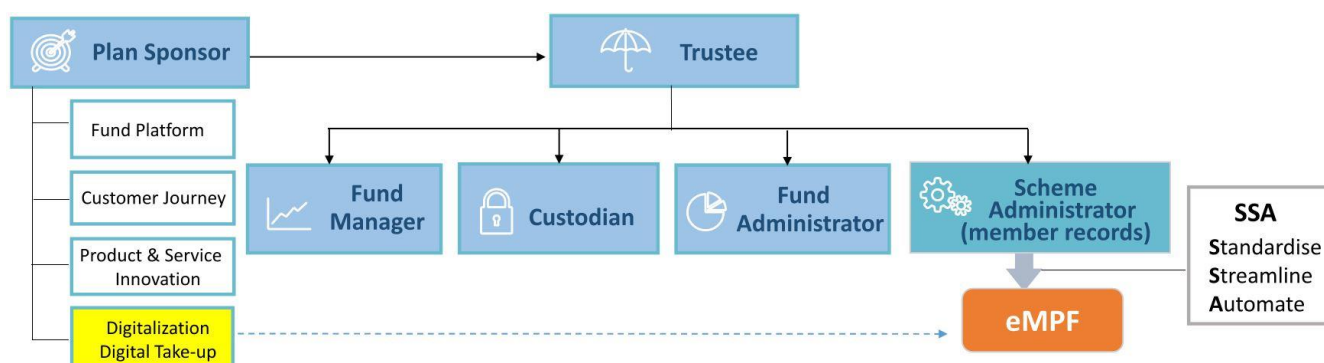 Plan Sponsor
Trustee
Fund Platform
Customer Journey
Product & Service
Innovation
Digitalization
Digital Take-up
Fund
Manager
Custodian
Fund
Administrator
Scheme
Administrator
(member records)
eMPF
SSA
Standardise
Streamline
Automate